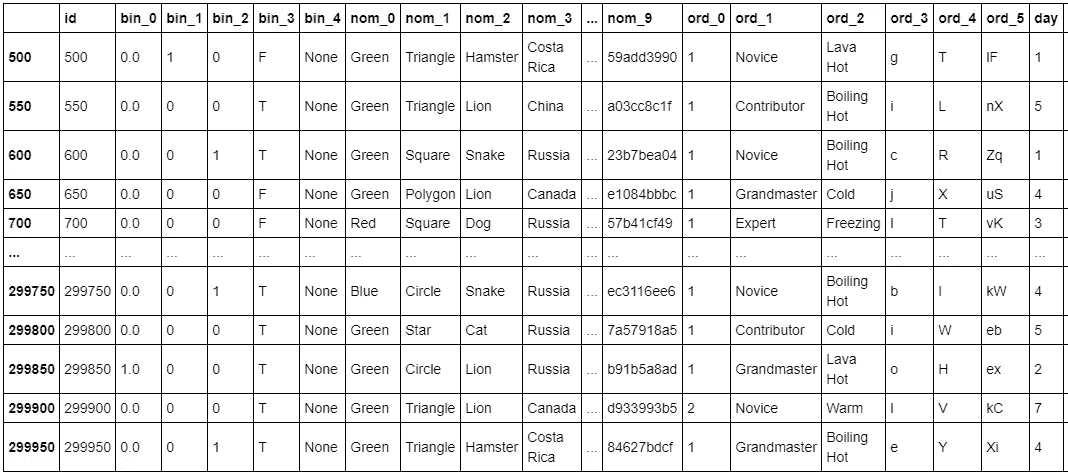 id bin_0 bin_1 bin_2 bin_3 bin_4 nom_0 nom_1 nom_2 nom_3 ... nom_9 ord_0 ord_1 ord_2 ord_3 ord_4 ord_5 day
500 500 0.0 1 0 F None Green Triangle Hamster Costa Rica ... 59add3990 1 Novice Lava Hot g T lF 1
550 550 0.0 0 0 T None Green Triangle Lion China ... a03cc8c1f 1 Contributor Boiling Hot i L nX 5
600 600 0.0 0 1 T None Green Square Snake Russia ... 23b7bea04 1 Novice Boiling Hot c R Zq 1
650 650 0.0 0 0 F None Green Polygon Lion Canada ... e1084bbbc 1 Grandmaster Cold j X uS 4
700 700 0.0 0 0 F None Red Square Dog Russia ... 57b41cf49 1 Expert Freezing l T vK 3
... ... ... ... ... ... ... ... ... ... ... ... ... ... ... ... ... ... ... ...
299750 299750 0.0 0 1 T None Blue Circle Snake Russia ... ec3116ee6 1 Novice Boiling Hot b I kW 4
299800 299800 0.0 0 0 T None Green Star Cat Russia ... 7a57918a5 1 Contributor Cold i W eb 5
299850 299850 1.0 0 0 T None Green Circle Lion Russia ... b91b5a8ad 1 Grandmaster Lava Hot o H ex 2
299900 299900 0.0 0 0 T None Green Triangle Lion Canada ... d933993b5 2 Novice Warm l V kC 7
299950 299950 0.0 0 1 T None Green Triangle Hamster Costa Rica ... 84627bdcf 1 Grandmaster Boiling Hot e Y Xi 4